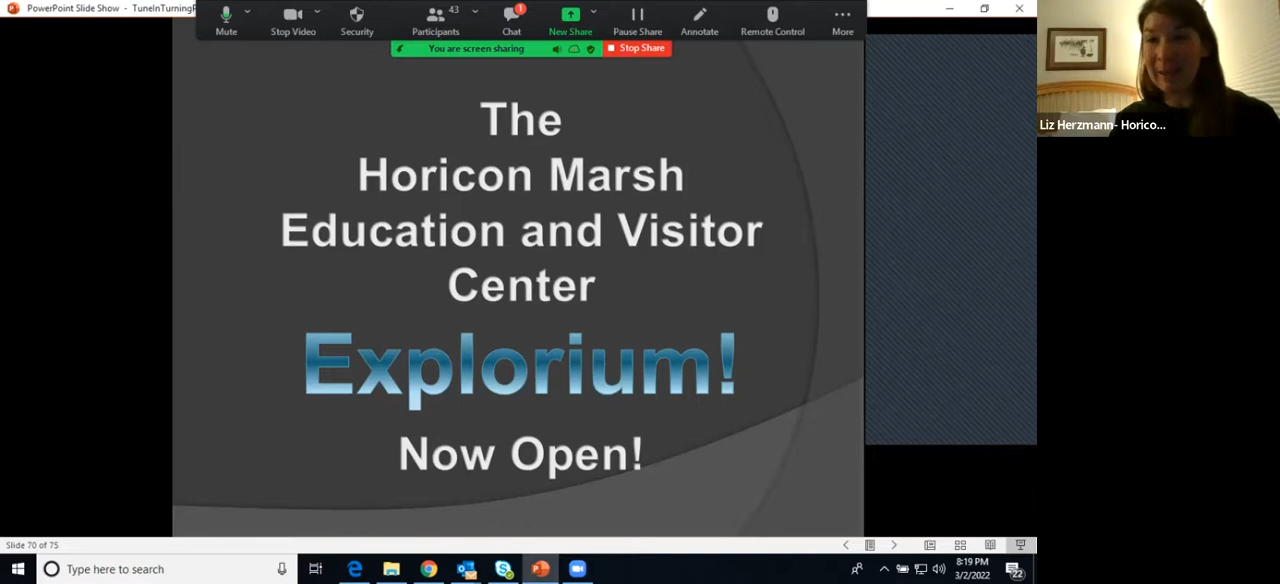 PowerPoint Slide Show - TuneInTurningP
Mute
Stop Video
Security
43
Participants
1
Chat
New Share
Pause Share
Annotate
Remote Control
More
You are screen sharing
Stop Share
Liz Herzmann- Horico...
The
Horicon Marsh
Education and Visitor
Center
Explorium!
Now Open!
Slide 70 of 75
Type here to search
8:19 PM
3/2/2022
22